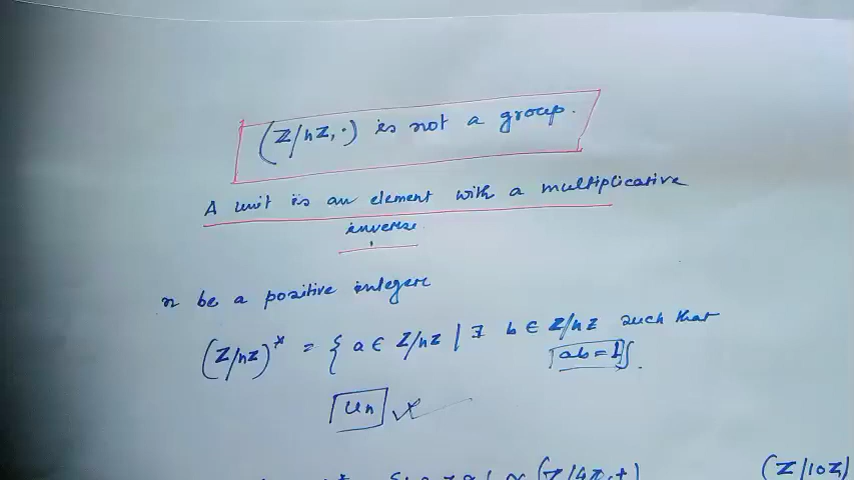 (Z/nZ, ·) is not a group.
A unit is an element with a multiplicative
inverse
n be a positive integer
(Z/nZ)* = { a ∈ Z/nZ | ∃ b ∈ Z/nZ such that
ab = 1}.
Un
(Z/4Z, +) (Z/10Z)